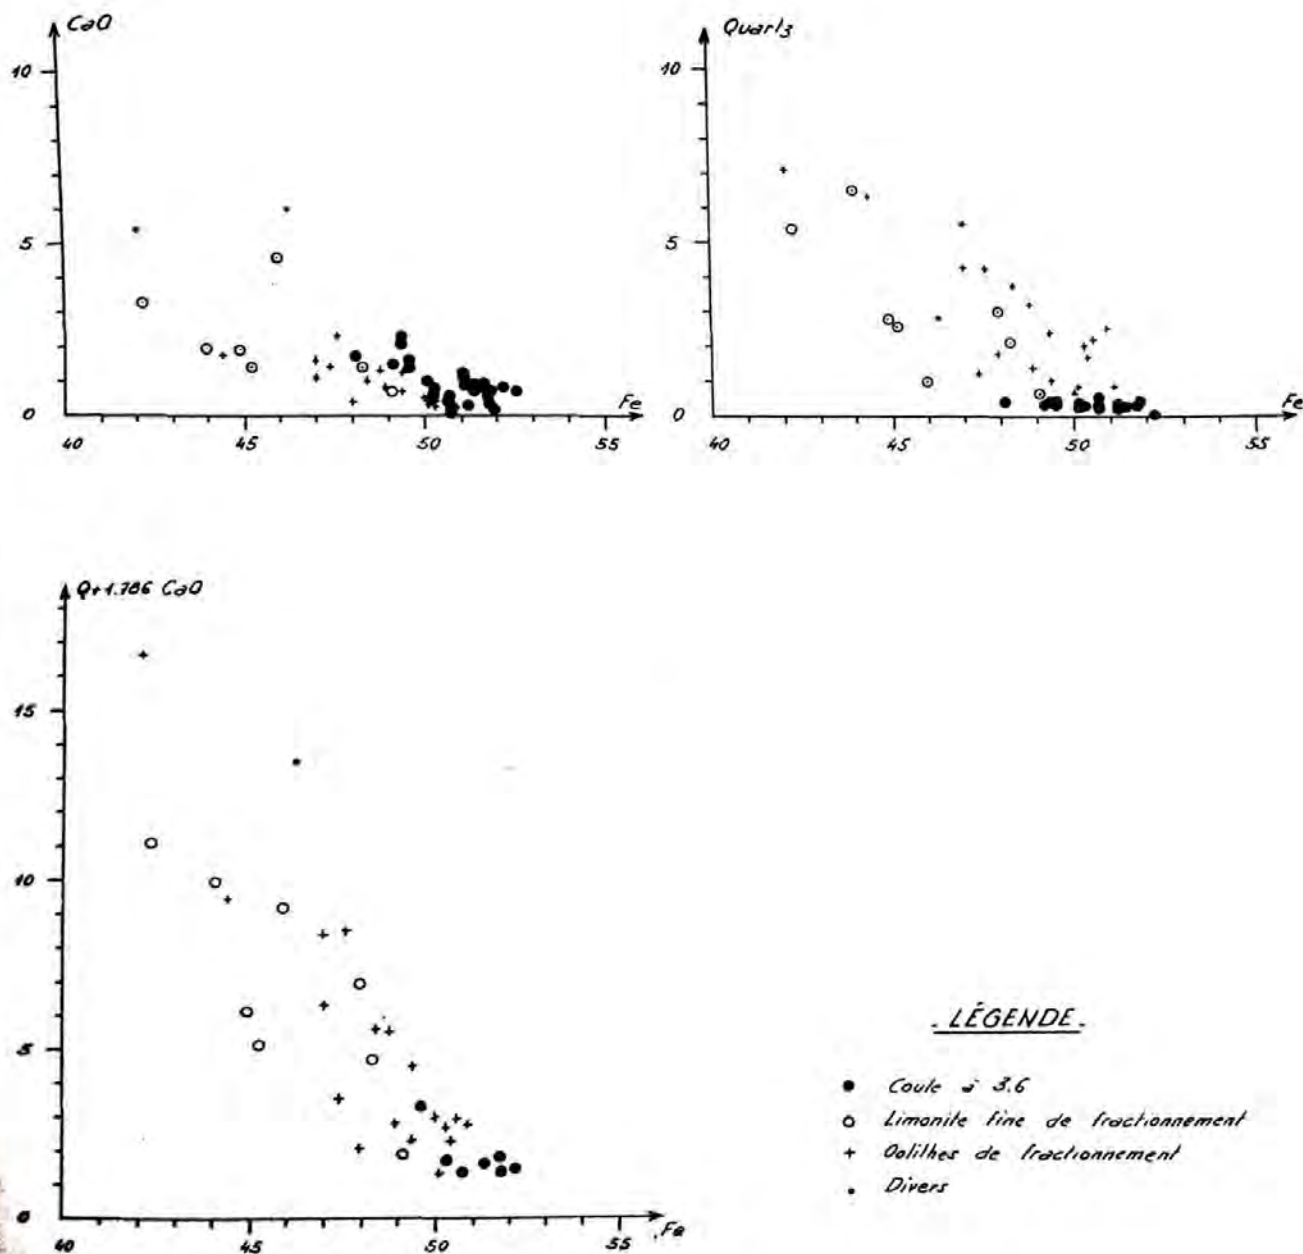 CaO
10
5
0
40 45 50 55
Fe
Quartz
10
5
0
40 45 50 55
Fe
Q+1.786 CaO
15
10
5
0
40 45 50 55
Fe
- LÉGENDE -
● Coule à 3.6
○ Limonite fine de fractionnement
+ Oolithes de fractionnement
• Divers